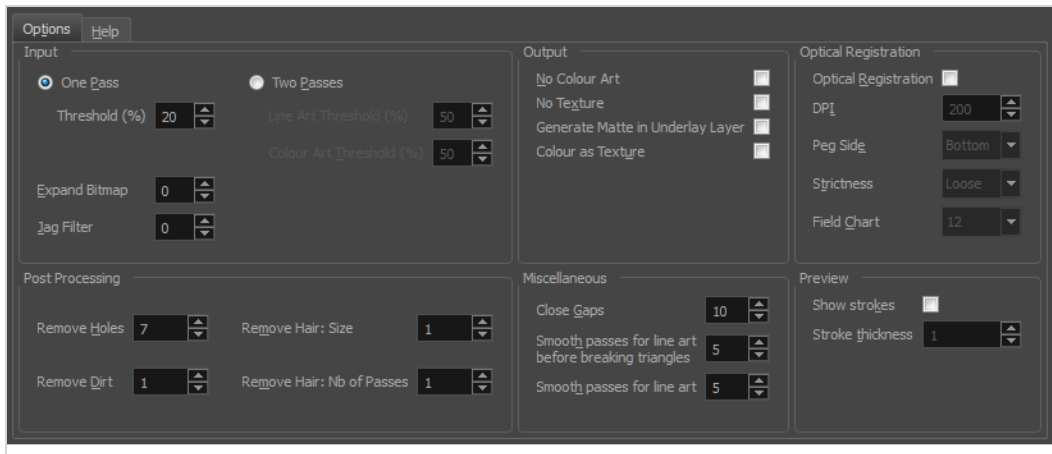 Options Help
Input
One Pass Two Passes
Threshold (%) 20 Line Art Threshold (%) 50
Colour Art Threshold (%) 50
Expand Bitmap 0
Jag Filter 0
Output
No Colour Art
No Texture
Generate Matte in Underlay Layer
Colour as Texture
Optical Registration
Optical Registration
DPI 200
Peg Side Bottom
Strictness Loose
Field Chart 12
Post Processing
Remove Holes 7 Remove Hair: Size 1
Remove Dirt 1 Remove Hair: Nb of Passes 1
Miscellaneous
Close Gaps 10
Smooth passes for line art
before breaking triangles 5
Smooth passes for line art 5
Preview
Show strokes
Stroke thickness 1